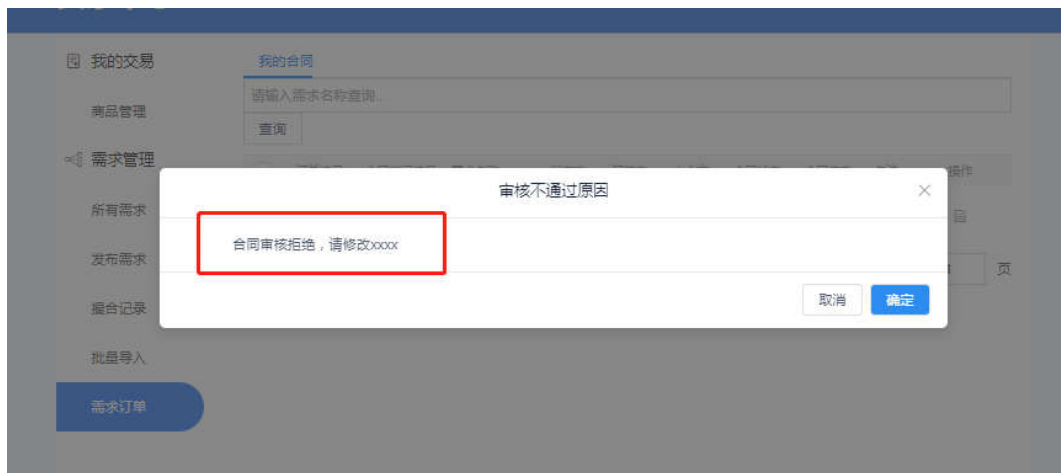 我的交易
我的合同
请输入需求名称查询..
商品管理
查询
需求管理
操作
审核不通过原因
所有需求
合同审核拒绝，请修改xxxx
发布需求
页
取消
确定
撮合记录
批量导入
需求订单